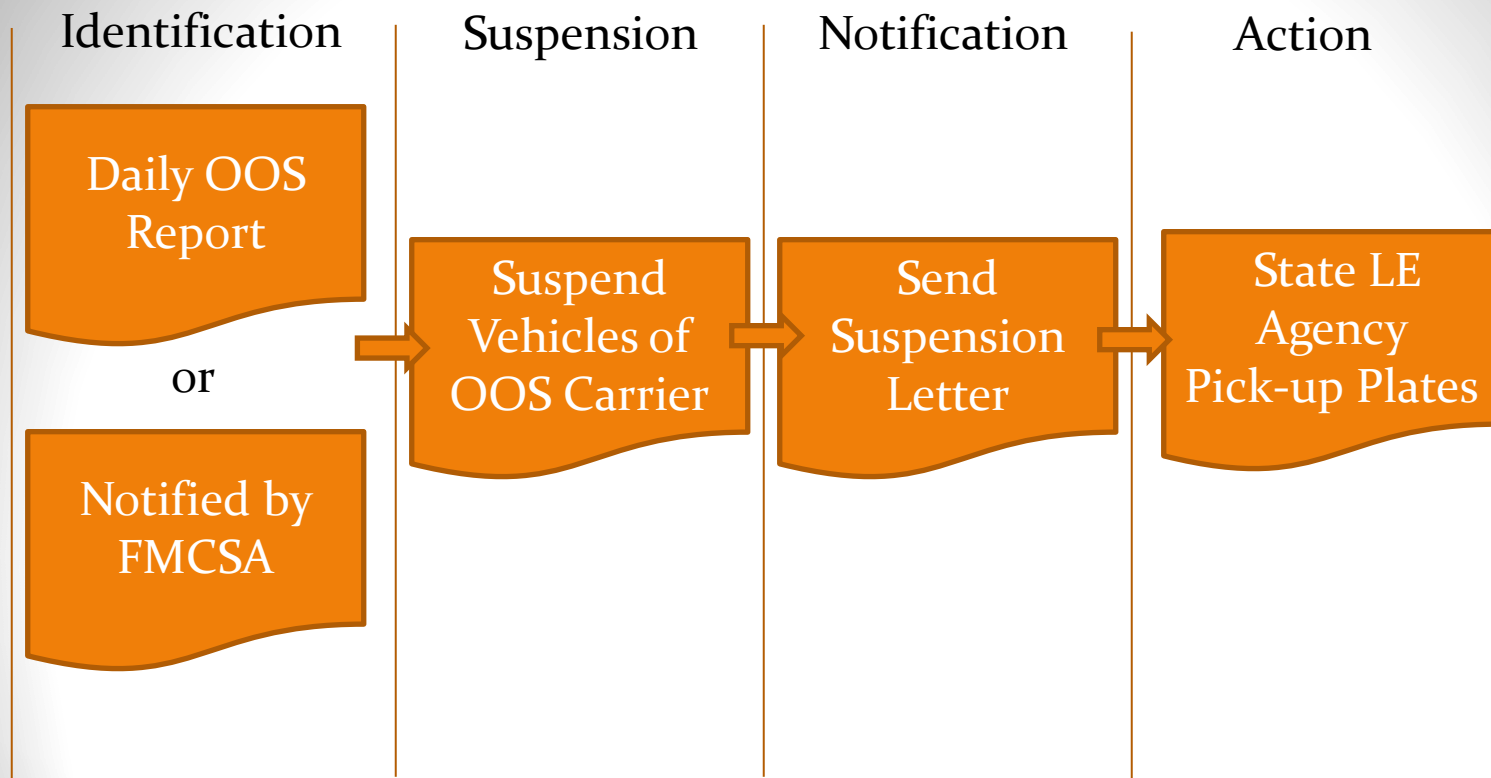 Identification
Suspension
Notification
Action
Daily OOS
Report
or
Notified by
FMCSA
Suspend
Vehicles of
OOS Carrier
Send
Suspension
Letter
State LE
Agency
Pick-up Plates